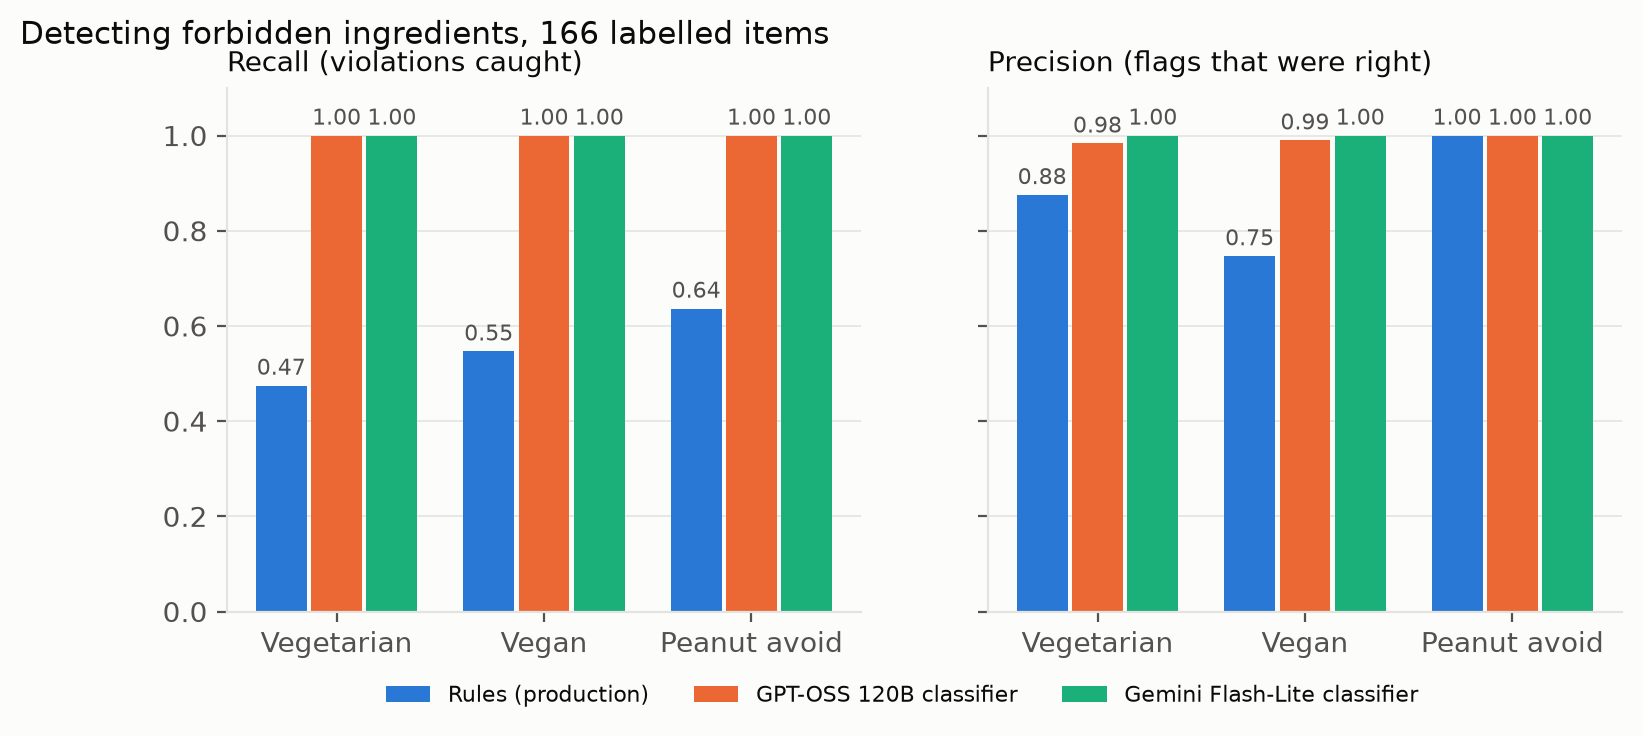 Detecting forbidden ingredients, 166 labelled items
Recall (violations caught)
1.0
0.8
0.6
0.4
0.2
0.0
0.47
1.00
1.00
0.55
1.00
1.00
0.64
1.00
1.00
Vegetarian
Vegan
Peanut avoid
Precision (flags that were right)
0.88
0.98
1.00
0.75
0.99
1.00
1.00
1.00
1.00
Vegetarian
Vegan
Peanut avoid
Rules (production)
GPT-OSS 120B classifier
Gemini Flash-Lite classifier